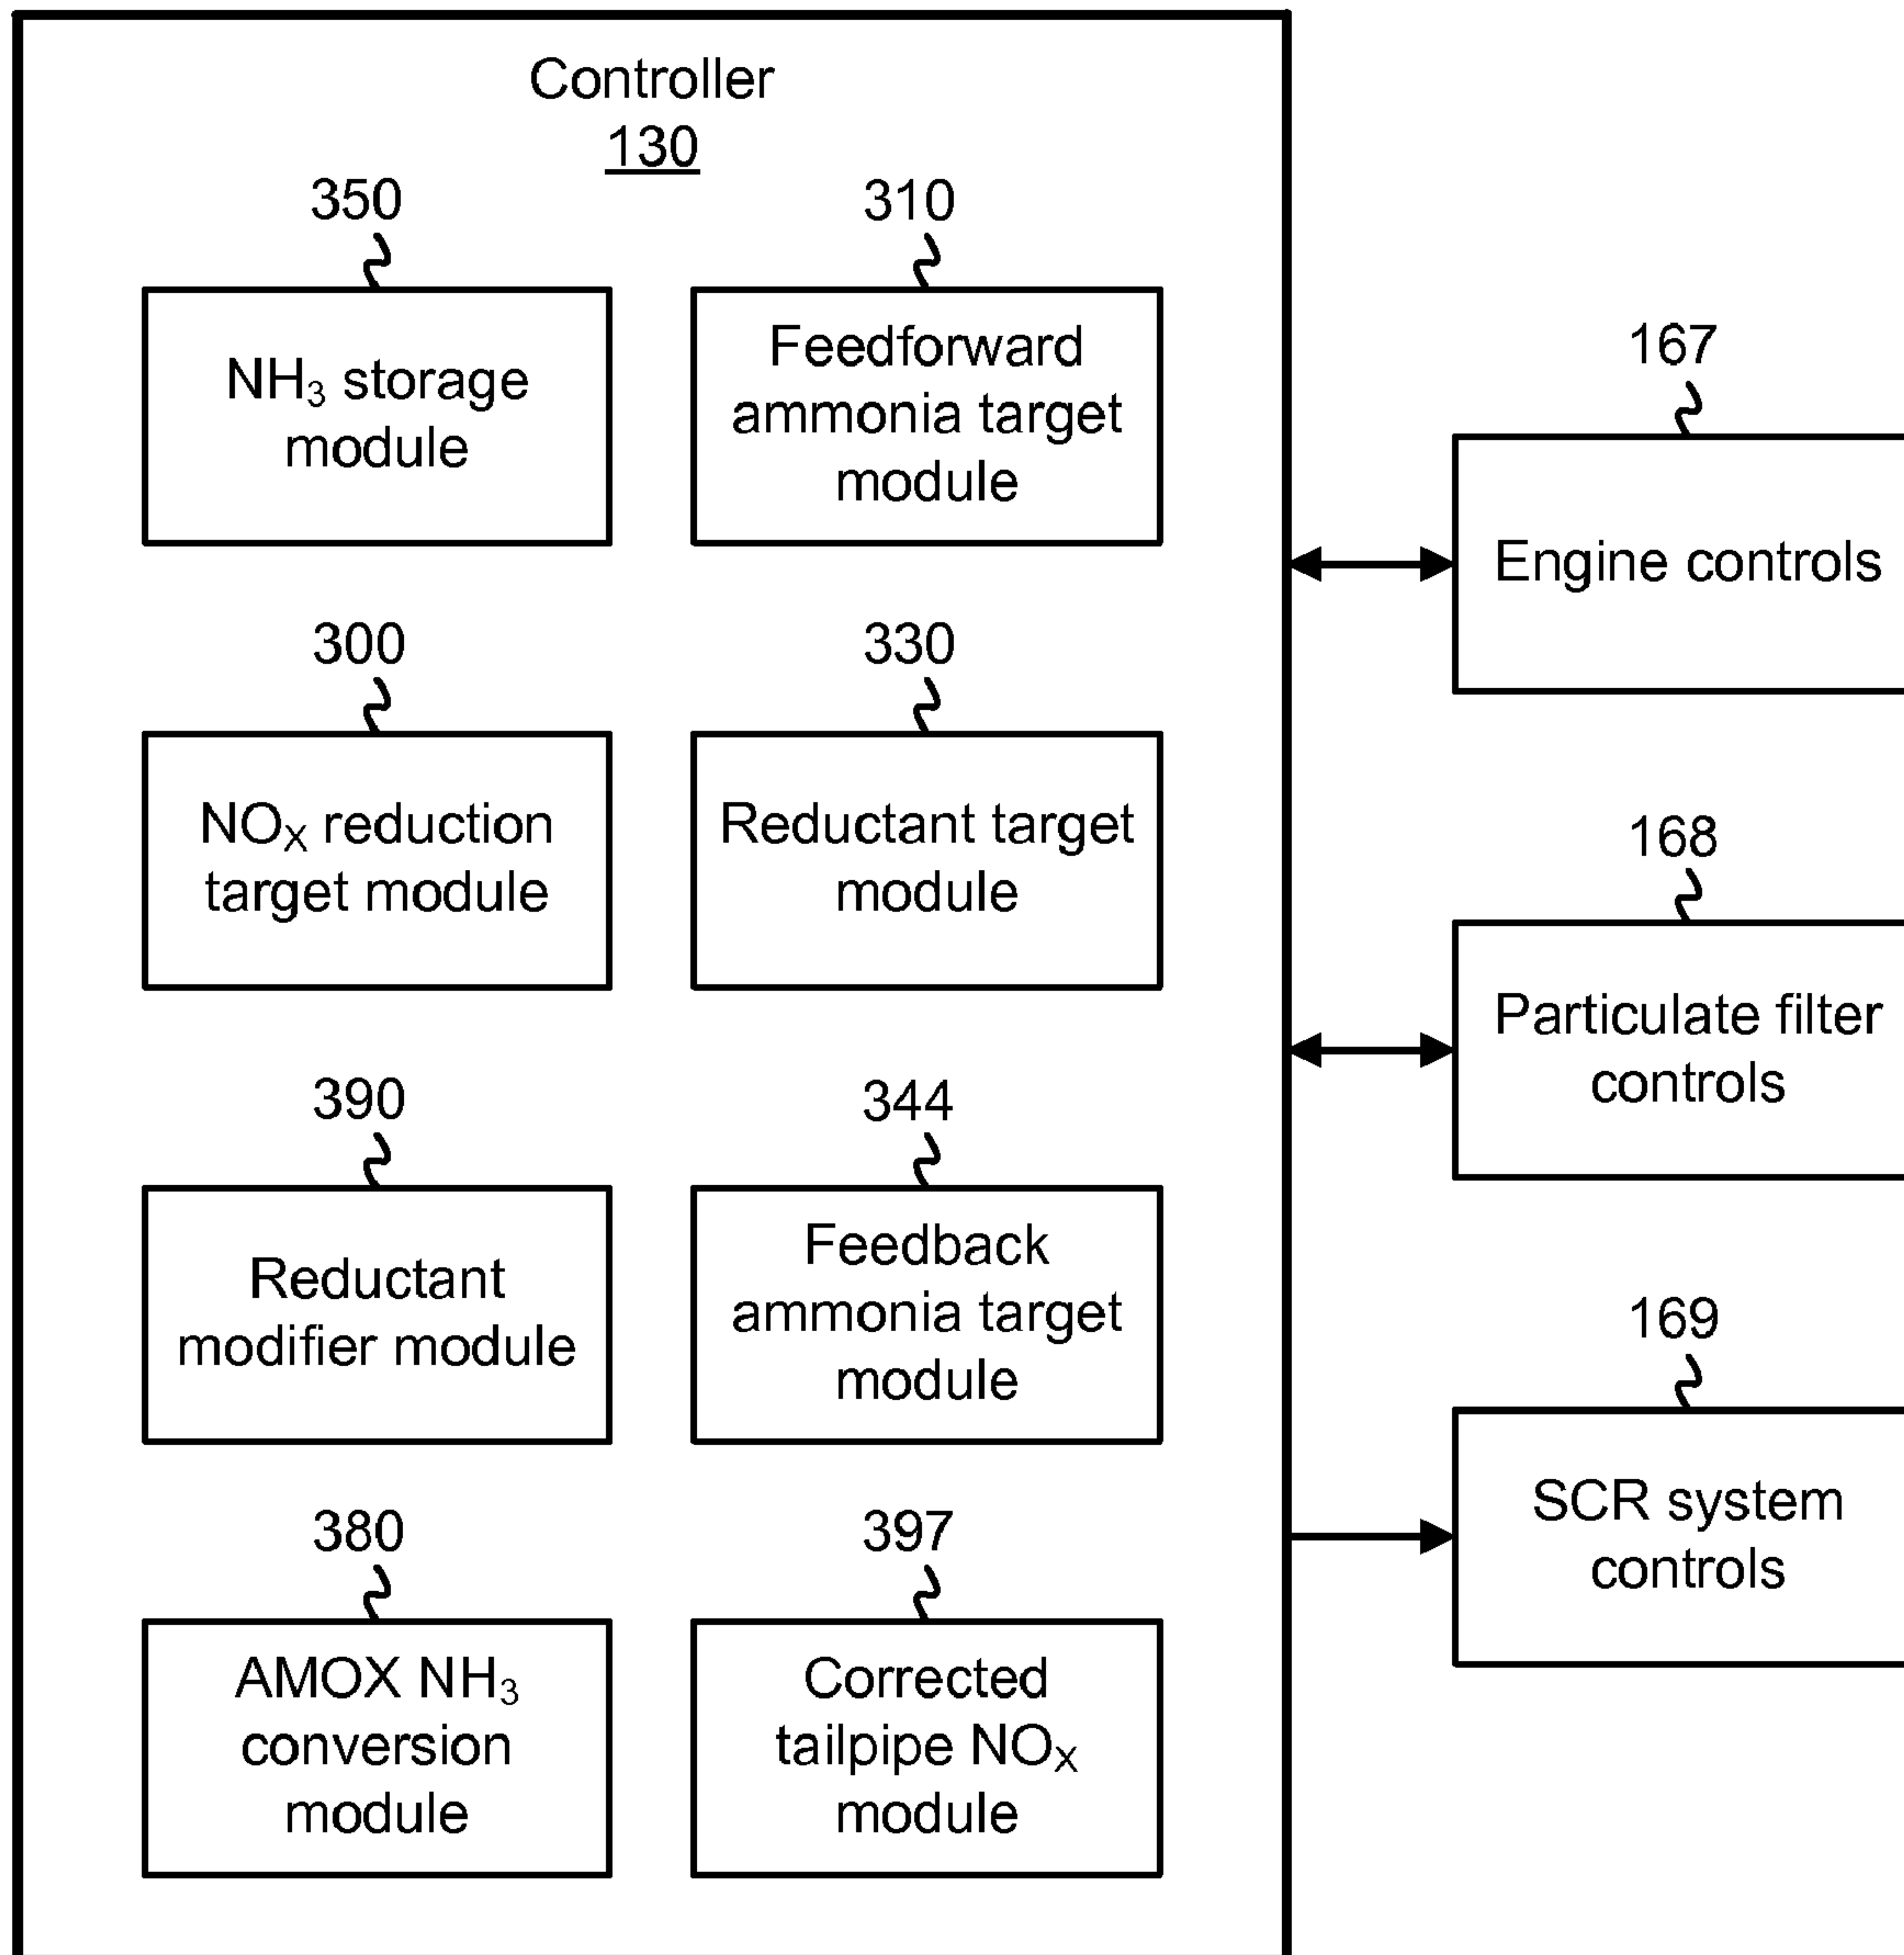 Controller
130
350
NH₃ storage
module
310
Feedforward
ammonia target
module
300
NOₓ reduction
target module
330
Reductant target
module
390
Reductant
modifier module
344
Feedback
ammonia target
module
380
AMOX NH₃
conversion
module
397
Corrected
tailpipe NOₓ
module
167
Engine controls
168
Particulate filter
controls
169
SCR system
controls